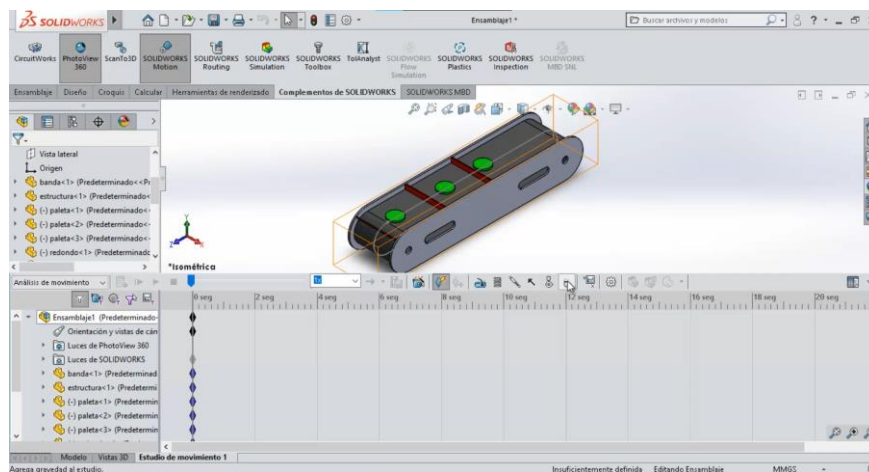 SOLIDWORKS
Ensamblaje1 *
Buscar archivos y modelos
CircuitWorks
PhotoView 360
ScanTo3D
SOLIDWORKS Motion
SOLIDWORKS Routing
SOLIDWORKS Simulation
SOLIDWORKS Toolbox
TolAnalyst
SOLIDWORKS Flow Simulation
SOLIDWORKS Plastics
SOLIDWORKS Inspection
SOLIDWORKS MBD SNL
Ensamblaje Diseño Croquis Calcular Herramientas de renderizado Complementos de SOLIDWORKS SOLIDWORKS MBD
Vista lateral
Origen
banda<1> (Predeterminado<<Pr
estructura<1> (Predeterminado<
(-) paleta<1> (Predeterminado<
(-) paleta<2> (Predeterminado<
(-) paleta<3> (Predeterminado<
(-) redondo<1> (Predeterminado
*Isométrica
Análisis de movimiento
1x
0 seg 2 seg 4 seg 6 seg 8 seg 10 seg 12 seg 14 seg 16 seg 18 seg 20 seg
Ensamblaje1 (Predeterminado
Orientación y vistas de cán
Luces de PhotoView 360
Luces de SOLIDWORKS
banda<1> (Predeterminad
estructura<1> (Predetermi
(-) paleta<1> (Predetermin
(-) paleta<2> (Predetermin
(-) paleta<3> (Predetermin
Modelo Vistas 3D Estudio de movimiento 1
Agrega gravedad al estudio.
Insuficientemente definida Editando Ensamblaje MMGS